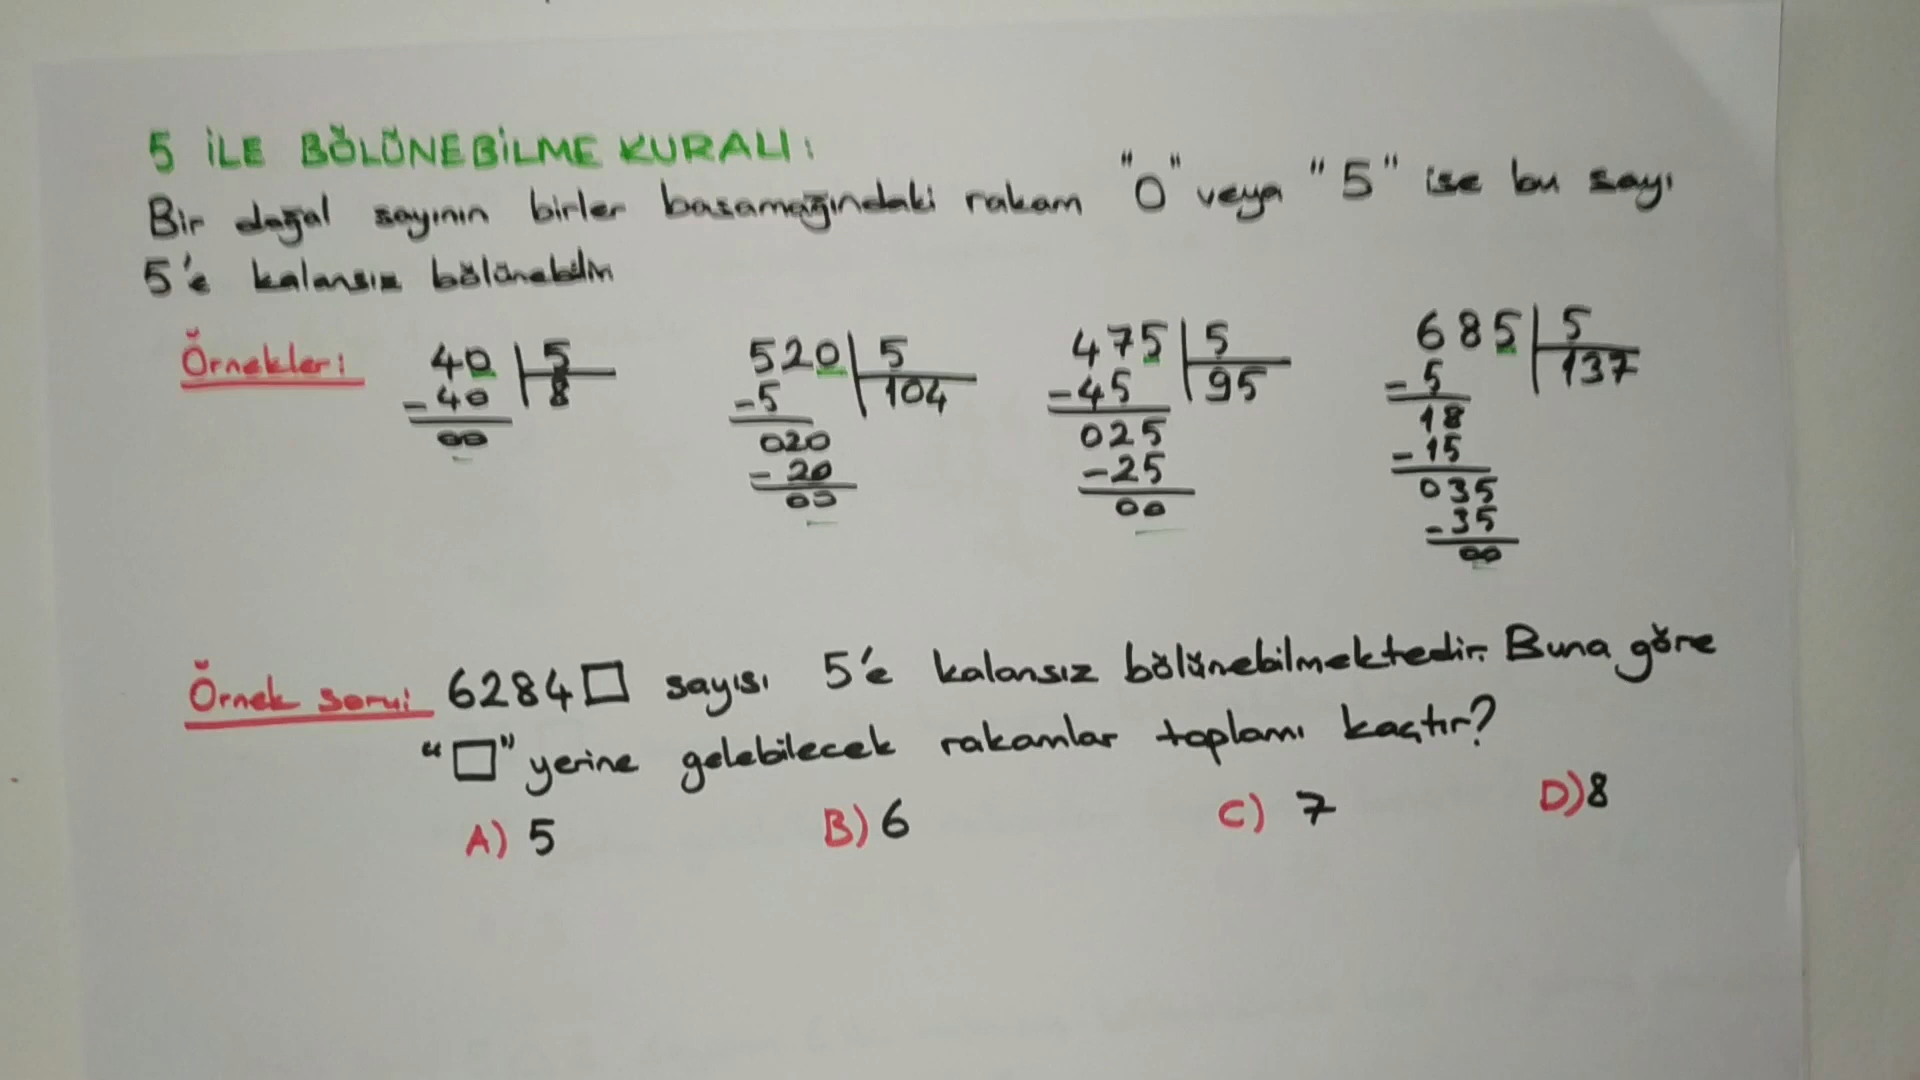 5 İLE BÖLÜNEBİLME KURALI:
Bir doğal sayının birler basamağındaki rakam "0" veya "5" ise bu sayı
5'e kalansız bölünebilir
Örnekler:
40 | 5
-40 | 8
00
520 | 5
-5 | 104
020
-20
00
475 | 5
-45 | 95
025
-25
00
685 | 5
-5 | 137
18
-15
035
-35
00
Örnek soru: 6284□ sayısı 5'e kalansız bölünebilmektedir. Buna göre
"□" yerine gelebilecek rakamlar toplamı kaçtır?
A) 5 B) 6 C) 7 D) 8